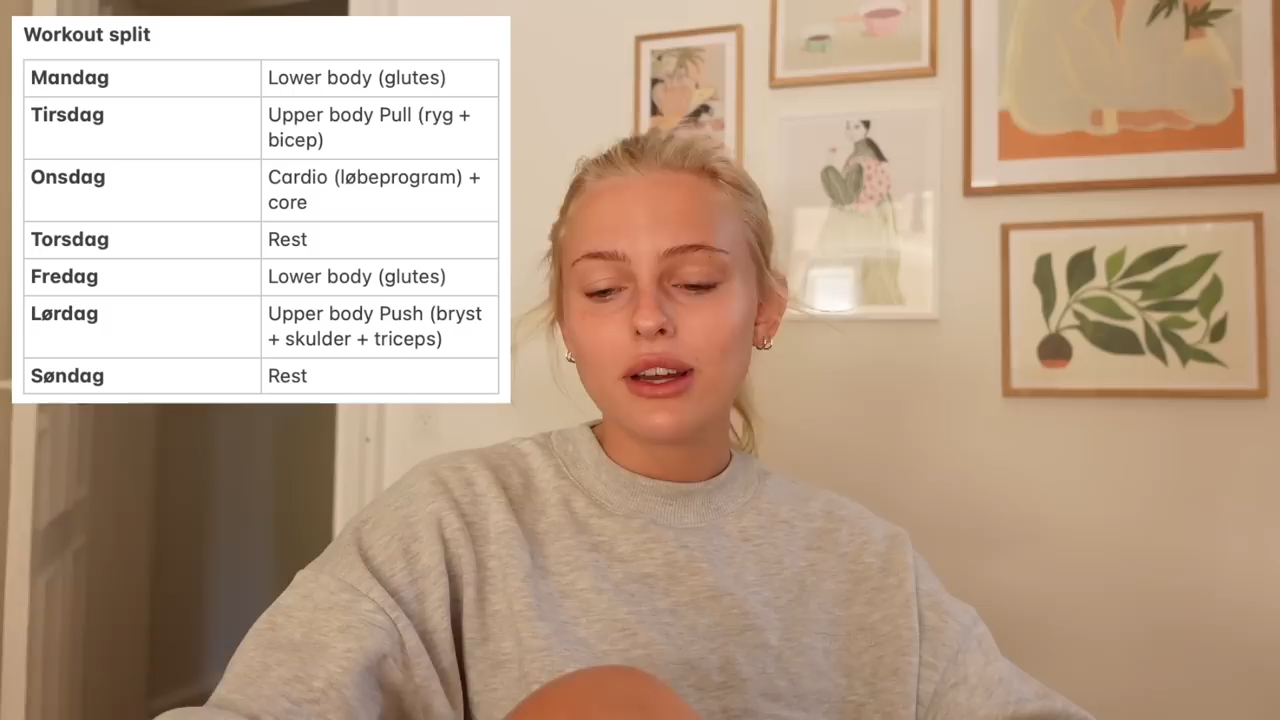 Workout split
Mandag
Lower body (glutes)
Tirsdag
Upper body Pull (ryg +
bicep)
Onsdag
Cardio (løbeprogram) +
core
Torsdag
Rest
Fredag
Lower body (glutes)
Lørdag
Upper body Push (bryst
+ skulder + triceps)
Søndag
Rest